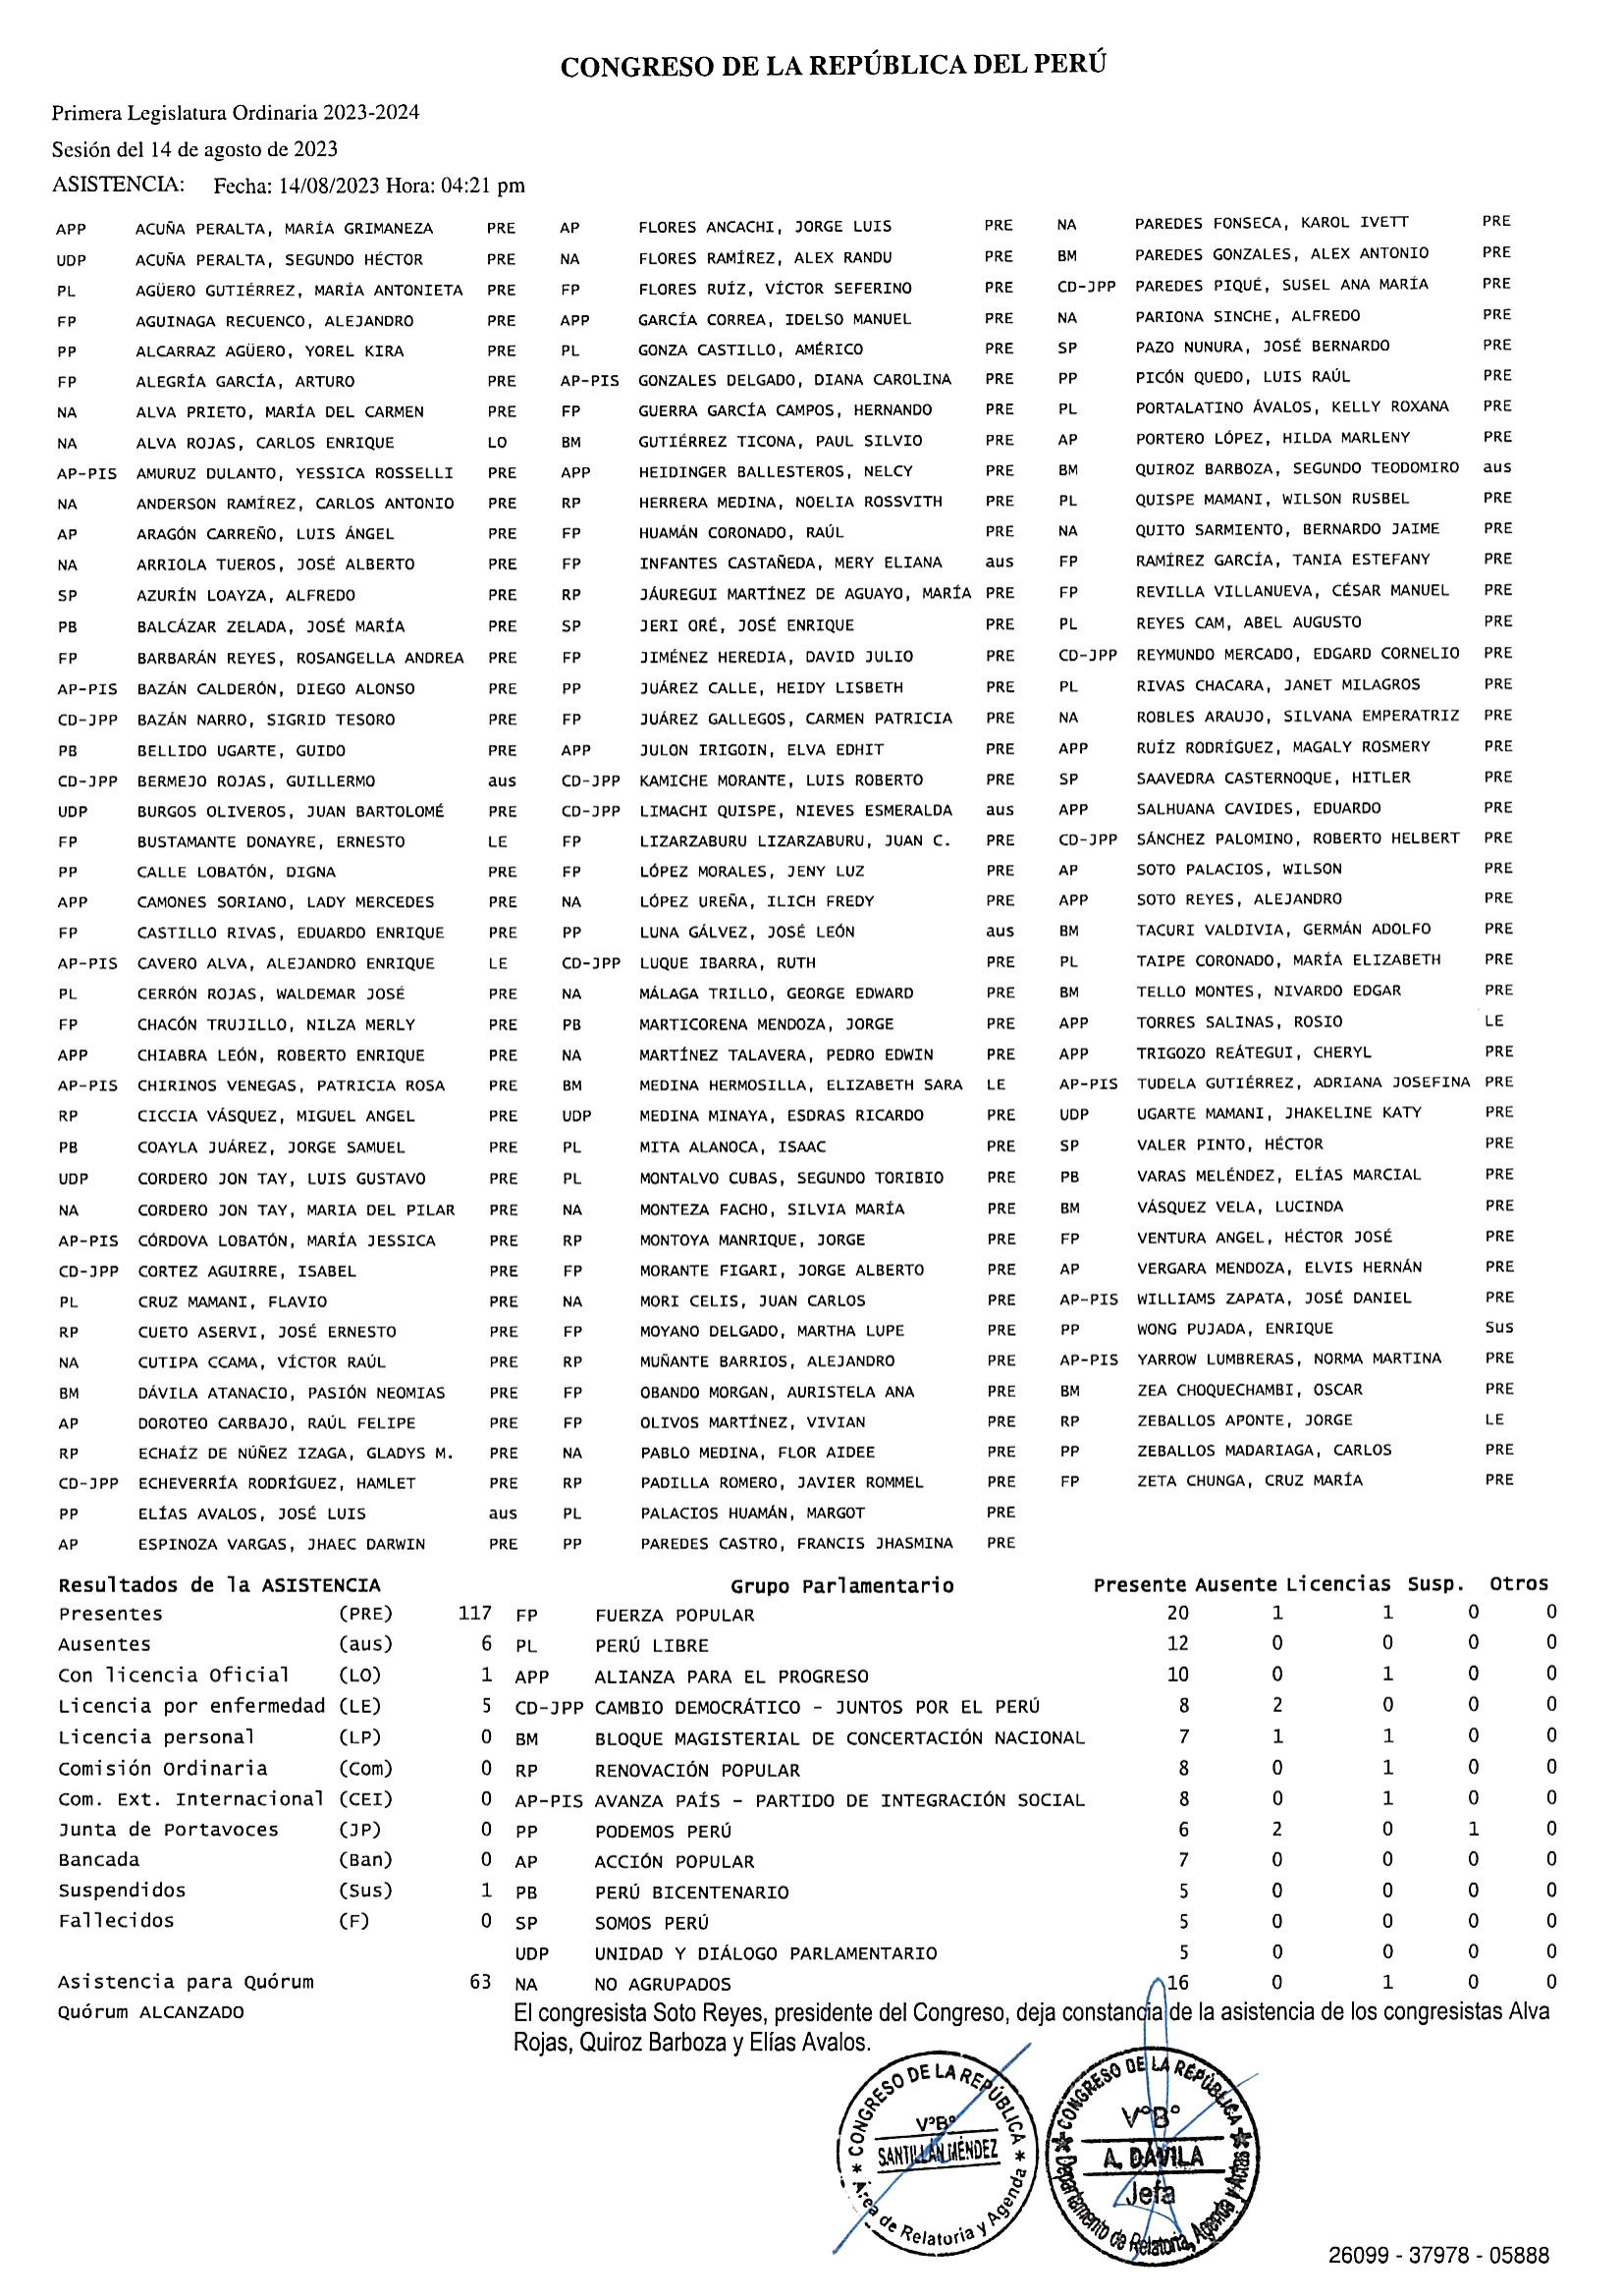 CONGRESO DE LA REPÚBLICA DEL PERÚ
Primera Legislatura Ordinaria 2023-2024
Sesión del 14 de agosto de 2023
ASISTENCIA: Fecha: 14/08/2023 Hora: 04:21 pm
APP ACUÑA PERALTA, MARÍA GRIMANEZA PRE AP FLORES ANCACHI, JORGE LUIS PRE NA PAREDES FONSECA, KAROL IVETT PRE
UDP ACUÑA PERALTA, SEGUNDO HÉCTOR PRE NA FLORES RAMÍREZ, ALEX RANDU PRE BM PAREDES GONZALES, ALEX ANTONIO PRE
PL AGÜERO GUTIÉRREZ, MARÍA ANTONIETA PRE FP FLORES RUÍZ, VÍCTOR SEFERINO PRE CD-JPP PAREDES PIQUÉ, SUSEL ANA MARÍA PRE
FP AGUINAGA RECUENCO, ALEJANDRO PRE APP GARCÍA CORREA, IDELSO MANUEL PRE NA PARIONA SINCHE, ALFREDO PRE
PP ALCARRAZ AGÜERO, YOREL KIRA PRE PL GONZA CASTILLO, AMÉRICO PRE SP PAZO NUNURA, JOSÉ BERNARDO PRE
FP ALEGRÍA GARCÍA, ARTURO PRE AP-PIS GONZALES DELGADO, DIANA CAROLINA PRE PP PICÓN QUEDO, LUIS RAÚL PRE
NA ALVA PRIETO, MARÍA DEL CARMEN PRE FP GUERRA GARCÍA CAMPOS, HERNANDO PRE PL PORTALATINO ÁVALOS, KELLY ROXANA PRE
NA ALVA ROJAS, CARLOS ENRIQUE LO BM GUTIÉRREZ TICONA, PAUL SILVIO PRE AP PORTERO LÓPEZ, HILDA MARLENY PRE
AP-PIS AMURUZ DULANTO, YESSICA ROSSELLI PRE APP HEIDINGER BALLESTEROS, NELCY PRE BM QUIROZ BARBOZA, SEGUNDO TEODOMIRO aus
NA ANDERSON RAMÍREZ, CARLOS ANTONIO PRE RP HERRERA MEDINA, NOELIA ROSSVITH PRE PL QUISPE MAMANI, WILSON RUSBEL PRE
AP ARAGÓN CARREÑO, LUIS ÁNGEL PRE FP HUAMÁN CORONADO, RAÚL PRE NA QUITO SARMIENTO, BERNARDO JAIME PRE
NA ARRIOLA TUEROS, JOSÉ ALBERTO PRE FP INFANTES CASTAÑEDA, MERY ELIANA aus FP RAMÍREZ GARCÍA, TANIA ESTEFANY PRE
SP AZURÍN LOAYZA, ALFREDO PRE RP JÁUREGUI MARTÍNEZ DE AGUAYO, MARÍA PRE FP REVILLA VILLANUEVA, CÉSAR MANUEL PRE
PB BALCÁZAR ZELADA, JOSÉ MARÍA PRE SP JERI ORÉ, JOSÉ ENRIQUE PRE PL REYES CAM, ABEL AUGUSTO PRE
FP BARBARÁN REYES, ROSANGELLA ANDREA PRE FP JIMÉNEZ HEREDIA, DAVID JULIO PRE CD-JPP REYMUNDO MERCADO, EDGARD CORNELIO PRE
AP-PIS BAZÁN CALDERÓN, DIEGO ALONSO PRE PP JUÁREZ CALLE, HEIDY LISBETH PRE PL RIVAS CHACARA, JANET MILAGROS PRE
CD-JPP BAZÁN NARRO, SIGRID TESORO PRE FP JUÁREZ GALLEGOS, CARMEN PATRICIA PRE NA ROBLES ARAUJO, SILVANA EMPERATRIZ PRE
PB BELLIDO UGARTE, GUIDO PRE APP JULON IRIGOIN, ELVA EDHIT PRE APP RUÍZ RODRÍGUEZ, MAGALY ROSMERY PRE
CD-JPP BERMEJO ROJAS, GUILLERMO aus CD-JPP KAMICHE MORANTE, LUIS ROBERTO PRE SP SAAVEDRA CASTERNOQUE, HITLER PRE
UDP BURGOS OLIVEROS, JUAN BARTOLOMÉ PRE CD-JPP LIMACHI QUISPE, NIEVES ESMERALDA aus APP SALHUANA CAVIDES, EDUARDO PRE
FP BUSTAMANTE DONAYRE, ERNESTO LE FP LIZARZABURU LIZARZABURU, JUAN C. PRE CD-JPP SÁNCHEZ PALOMINO, ROBERTO HELBERT PRE
PP CALLE LOBATÓN, DIGNA PRE FP LÓPEZ MORALES, JENY LUZ PRE AP SOTO PALACIOS, WILSON PRE
APP CAMONES SORIANO, LADY MERCEDES PRE NA LÓPEZ UREÑA, ILICH FREDY PRE APP SOTO REYES, ALEJANDRO PRE
FP CASTILLO RIVAS, EDUARDO ENRIQUE PRE PP LUNA GÁLVEZ, JOSÉ LEÓN aus BM TACURI VALDIVIA, GERMÁN ADOLFO PRE
AP-PIS CAVERO ALVA, ALEJANDRO ENRIQUE LE CD-JPP LUQUE IBARRA, RUTH PRE PL TAIPE CORONADO, MARÍA ELIZABETH PRE
PL CERRÓN ROJAS, WALDEMAR JOSÉ PRE NA MÁLAGA TRILLO, GEORGE EDWARD PRE BM TELLO MONTES, NIVARDO EDGAR PRE
FP CHACÓN TRUJILLO, NILZA MERLY PRE PB MARTICORENA MENDOZA, JORGE PRE APP TORRES SALINAS, ROSIO LE
APP CHIABRA LEÓN, ROBERTO ENRIQUE PRE NA MARTÍNEZ TALAVERA, PEDRO EDWIN PRE APP TRIGOZO REÁTEGUI, CHERYL PRE
AP-PIS CHIRINOS VENEGAS, PATRICIA ROSA PRE BM MEDINA HERMOSILLA, ELIZABETH SARA LE AP-PIS TUDELA GUTIÉRREZ, ADRIANA JOSEFINA PRE
RP CICCIA VÁSQUEZ, MIGUEL ANGEL PRE UDP MEDINA MINAYA, ESDRAS RICARDO PRE UDP UGARTE MAMANI, JHAKELINE KATY PRE
PB COAYLA JUÁREZ, JORGE SAMUEL PRE PL MITA ALANOCA, ISAAC PRE SP VALER PINTO, HÉCTOR PRE
UDP CORDERO JON TAY, LUIS GUSTAVO PRE PL MONTALVO CUBAS, SEGUNDO TORIBIO PRE PB VARAS MELÉNDEZ, ELÍAS MARCIAL PRE
NA CORDERO JON TAY, MARIA DEL PILAR PRE NA MONTEZA FACHO, SILVIA MARÍA PRE BM VÁSQUEZ VELA, LUCINDA PRE
AP-PIS CÓRDOVA LOBATÓN, MARÍA JESSICA PRE RP MONTOYA MANRIQUE, JORGE PRE FP VENTURA ANGEL, HÉCTOR JOSÉ PRE
CD-JPP CORTEZ AGUIRRE, ISABEL PRE FP MORANTE FIGARI, JORGE ALBERTO PRE AP VERGARA MENDOZA, ELVIS HERNÁN PRE
PL CRUZ MAMANI, FLAVIO PRE NA MORI CELIS, JUAN CARLOS PRE AP-PIS WILLIAMS ZAPATA, JOSÉ DANIEL PRE
RP CUETO ASERVI, JOSÉ ERNESTO PRE FP MOYANO DELGADO, MARTHA LUPE PRE PP WONG PUJADA, ENRIQUE Sus
NA CUTIPA CCAMA, VÍCTOR RAÚL PRE RP MUÑANTE BARRIOS, ALEJANDRO PRE AP-PIS YARROW LUMBRERAS, NORMA MARTINA PRE
BM DÁVILA ATANACIO, PASIÓN NEOMIAS PRE FP OBANDO MORGAN, AURISTELA ANA PRE BM ZEA CHOQUECHAMBI, OSCAR PRE
AP DOROTEO CARBAJO, RAÚL FELIPE PRE FP OLIVOS MARTÍNEZ, VIVIAN PRE RP ZEBALLOS APONTE, JORGE LE
RP ECHAÍZ DE NÚÑEZ IZAGA, GLADYS M. PRE NA PABLO MEDINA, FLOR AIDEE PRE PP ZEBALLOS MADARIAGA, CARLOS PRE
CD-JPP ECHEVERRÍA RODRÍGUEZ, HAMLET PRE RP PADILLA ROMERO, JAVIER ROMMEL PRE FP ZETA CHUNGA, CRUZ MARÍA PRE
PP ELÍAS AVALOS, JOSÉ LUIS aus PL PALACIOS HUAMÁN, MARGOT PRE
AP ESPINOZA VARGAS, JHAEC DARWIN PRE PP PAREDES CASTRO, FRANCIS JHASMINA PRE
Resultados de la ASISTENCIA Grupo Parlamentario Presente Ausente Licencias Susp. Otros
Presentes (PRE) 117 FP FUERZA POPULAR 20 1 1 0 0
Ausentes (aus) 6 PL PERÚ LIBRE 12 0 0 0 0
Con licencia Oficial (LO) 1 APP ALIANZA PARA EL PROGRESO 10 0 1 0 0
Licencia por enfermedad (LE) 5 CD-JPP CAMBIO DEMOCRÁTICO - JUNTOS POR EL PERÚ 8 2 0 0 0
Licencia personal (LP) 0 BM BLOQUE MAGISTERIAL DE CONCERTACIÓN NACIONAL 7 1 1 0 0
Comisión Ordinaria (Com) 0 RP RENOVACIÓN POPULAR 8 0 1 0 0
Com. Ext. Internacional (CEI) 0 AP-PIS AVANZA PAÍS - PARTIDO DE INTEGRACIÓN SOCIAL 8 0 1 0 0
Junta de Portavoces (JP) 0 PP PODEMOS PERÚ 6 2 0 1 0
Bancada (Ban) 0 AP ACCIÓN POPULAR 7 0 0 0 0
Suspendidos (Sus) 1 PB PERÚ BICENTENARIO 5 0 0 0 0
Fallecidos (F) 0 SP SOMOS PERÚ 5 0 0 0 0
UDP UNIDAD Y DIÁLOGO PARLAMENTARIO 5 0 0 0 0
Asistencia para Quórum 63 NA NO AGRUPADOS 16 0 1 0 0
Quórum ALCANZADO
El congresista Soto Reyes, presidente del Congreso, deja constancia de la asistencia de los congresistas Alva
Rojas, Quiroz Barboza y Elías Avalos.
CONGRESO DE LA REPÚBLICA
V°B°
SANTILLÁN MÉNDEZ
Área de Relatoría y Agenda
CONGRESO DE LA REPÚBLICA
V°B°
A. DÁVILA
Jefa
Departamento de Relatoría, Agenda y Actas
26099 - 37978 - 05888